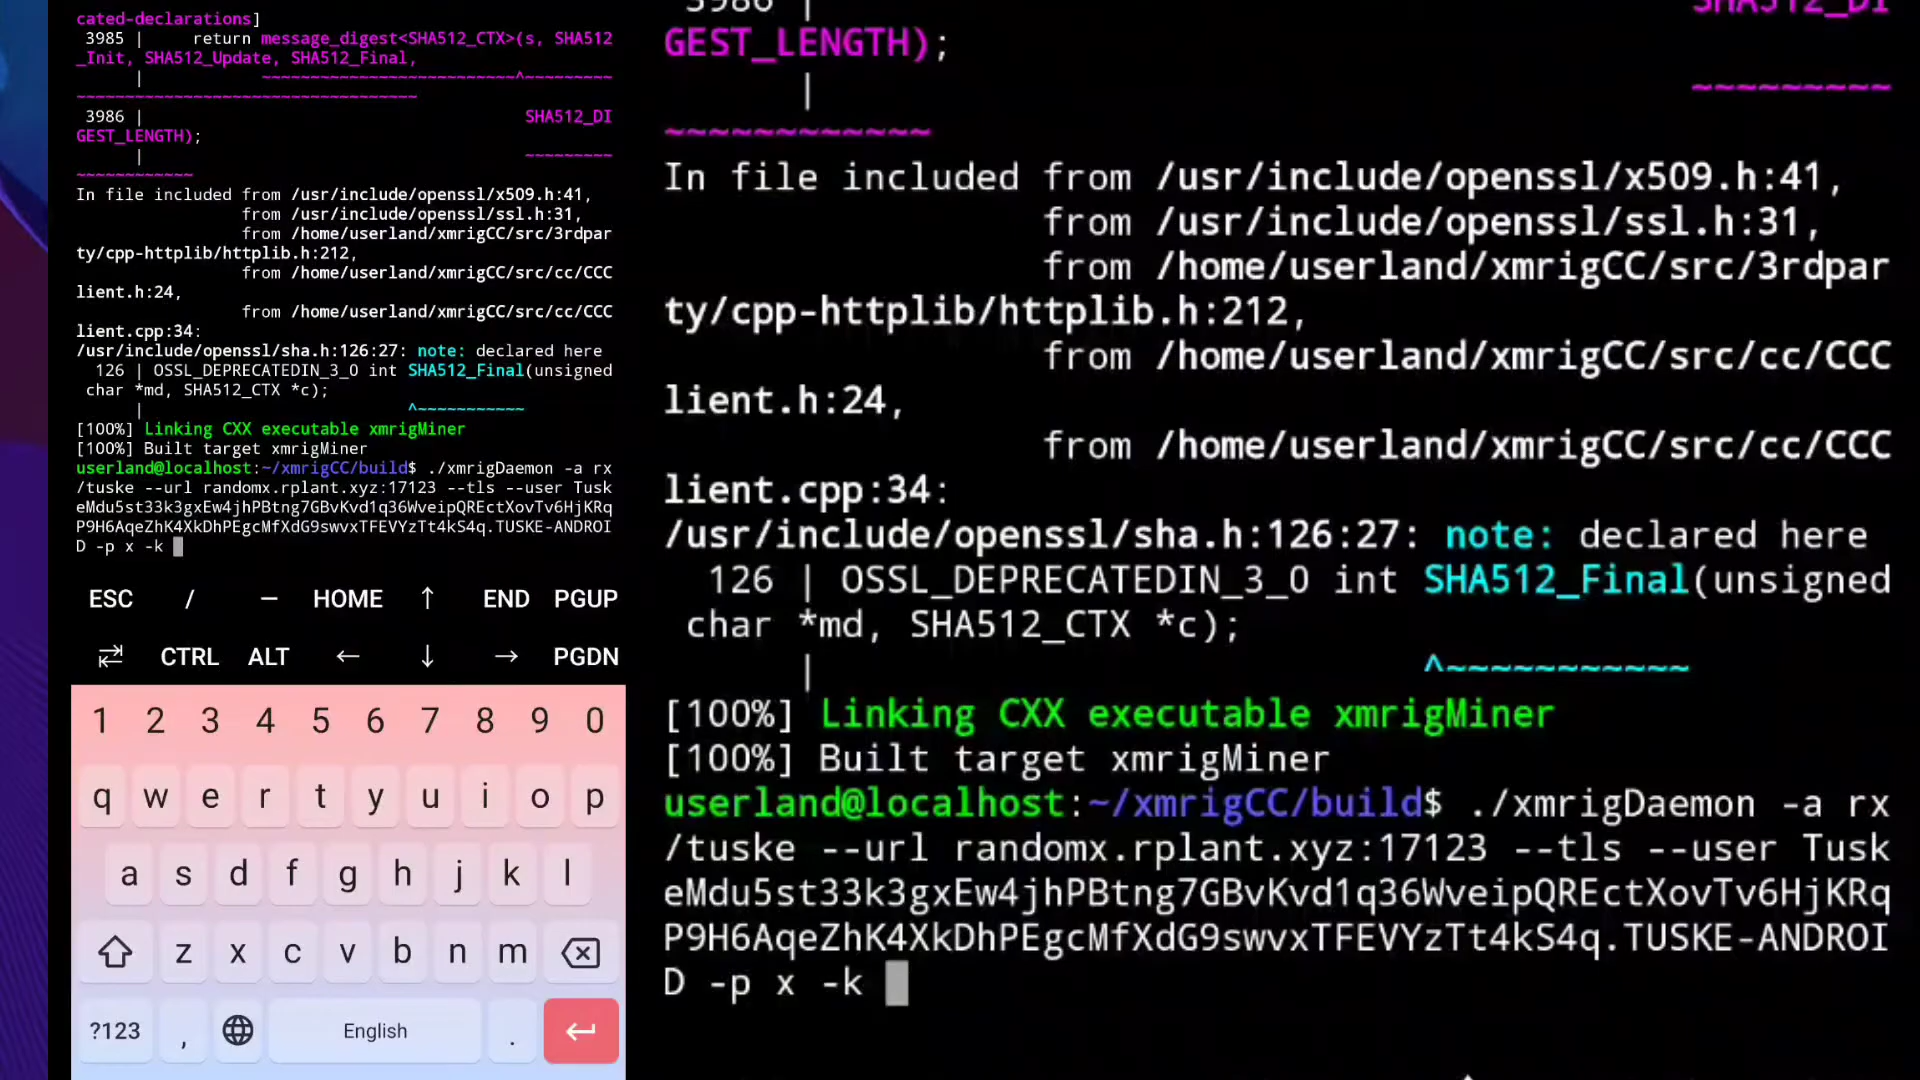 cated-declarations]
3985 |     return message_digest<SHA512_CTX>(s, SHA512
_Init, SHA512_Update, SHA512_Final,
|             ~~~~~~~~~~~~~~~~~~~~~~~~~~^~~~~~~~~~
~~~~~~~~~~~~~~~~~~~~~~~~~~~~~~~~~~~
3986 |                                         SHA512_DI
GEST_LENGTH);
|                                         ~~~~~~~~~
~~~~~~~~~~~~
In file included from /usr/include/openssl/x509.h:41,
from /usr/include/openssl/ssl.h:31,
from /home/userland/xmrigCC/src/3rdpar
ty/cpp-httplib/httplib.h:212,
from /home/userland/xmrigCC/src/cc/CCC
lient.h:24,
from /home/userland/xmrigCC/src/cc/CCC
lient.cpp:34:
/usr/include/openssl/sha.h:126:27: note: declared here
126 | OSSL_DEPRECATEDIN_3_0 int SHA512_Final(unsigned
char *md, SHA512_CTX *c);
|                           ^~~~~~~~~~~~
[100%] Linking CXX executable xmrigMiner
[100%] Built target xmrigMiner
userland@localhost:~/xmrigCC/build$ ./xmrigDaemon -a rx
/tuske --url randomx.rplant.xyz:17123 --tls --user Tusk
eMdu5st33k3gxEw4jhPBtng7GBvKvd1q36WveipQREctXovTv6HjKRq
P9H6AqeZhK4XkDhPEgcMfXdG9swvxTFEVYzTt4kS4q.TUSKE-ANDROI
D -p x -k
ESC / — HOME ↑ END PGUP
⇄ CTRL ALT ← ↓ → PGDN
1 2 3 4 5 6 7 8 9 0
q w e r t y u i o p
a s d f g h j k l
z x c v b n m
?123 , English .
3986 | SHA512_DI
GEST_LENGTH);
|                                         ~~~~~~~~~
~~~~~~~~~~~~
In file included from /usr/include/openssl/x509.h:41,
from /usr/include/openssl/ssl.h:31,
from /home/userland/xmrigCC/src/3rdpar
ty/cpp-httplib/httplib.h:212,
from /home/userland/xmrigCC/src/cc/CCC
lient.h:24,
from /home/userland/xmrigCC/src/cc/CCC
lient.cpp:34:
/usr/include/openssl/sha.h:126:27: note: declared here
126 | OSSL_DEPRECATEDIN_3_0 int SHA512_Final(unsigned
char *md, SHA512_CTX *c);
|                           ^~~~~~~~~~~~
[100%] Linking CXX executable xmrigMiner
[100%] Built target xmrigMiner
userland@localhost:~/xmrigCC/build$ ./xmrigDaemon -a rx
/tuske --url randomx.rplant.xyz:17123 --tls --user Tusk
eMdu5st33k3gxEw4jhPBtng7GBvKvd1q36WveipQREctXovTv6HjKRq
P9H6AqeZhK4XkDhPEgcMfXdG9swvxTFEVYzTt4kS4q.TUSKE-ANDROI
D -p x -k